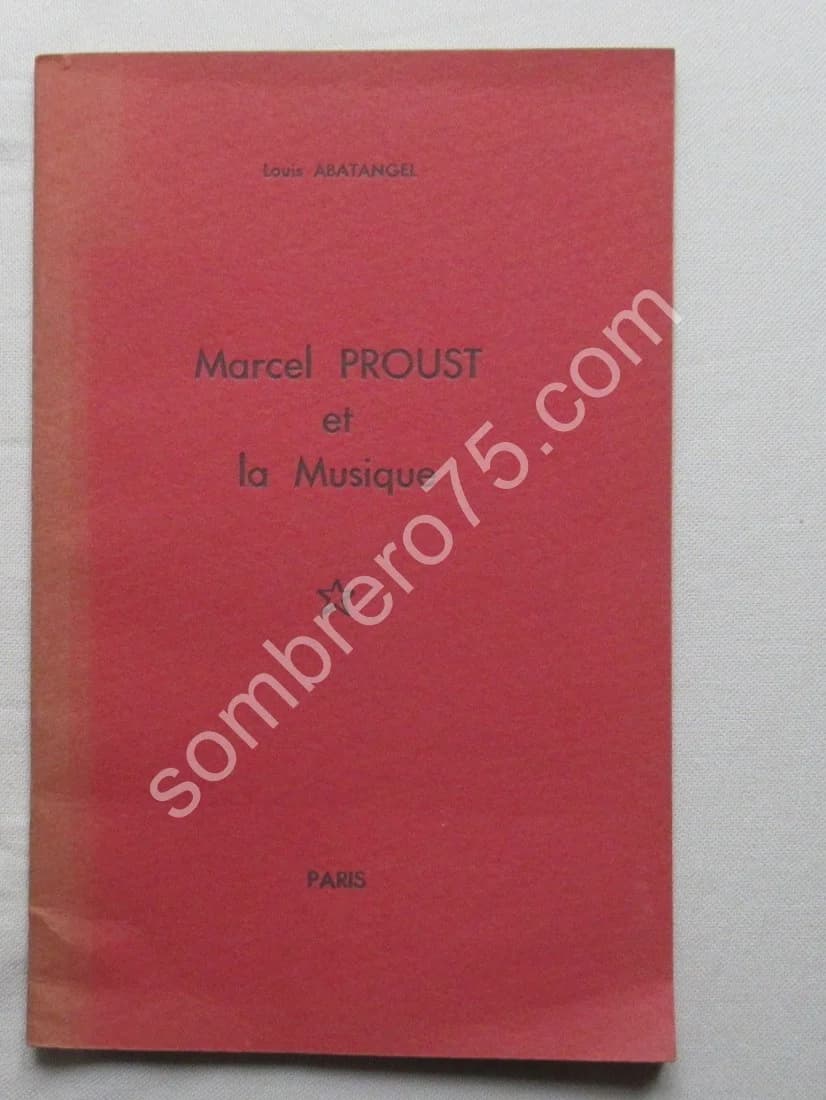 Louis ABATANGEL
Marcel PROUST
et
la Musique
PARIS
sombrero75.com